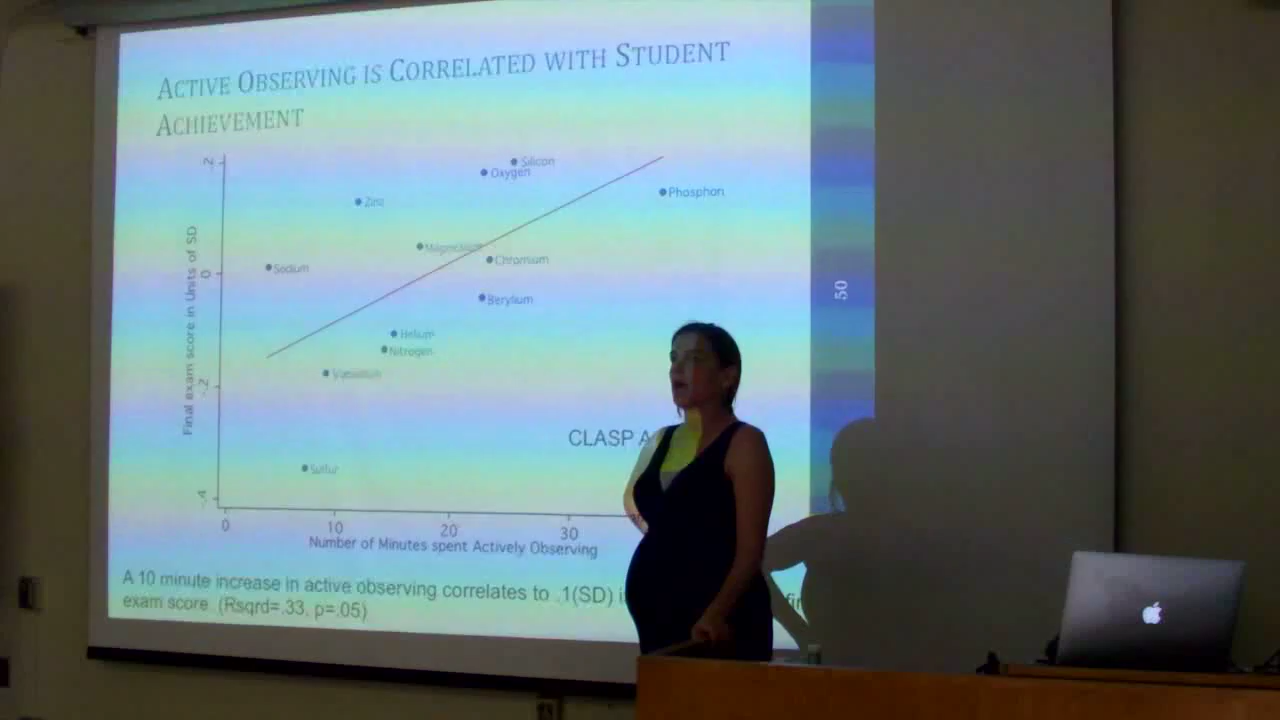 ACTIVE OBSERVING IS CORRELATED WITH STUDENT
ACHIEVEMENT
.2
Silicon
Oxygen
Phosphorı
Zinc
Magnesium
Chromium
Sodium
0
Berylium
50
Helium
Nitrogen
Vanadium
-.2
Final exam score in Units of SD
CLASP A
Sulfur
-.4
0 10 20 30
Number of Minutes spent Actively Observing
A 10 minute increase in active observing correlates to .1(SD)
exam score. (Rsqrd=.33, p=.05)